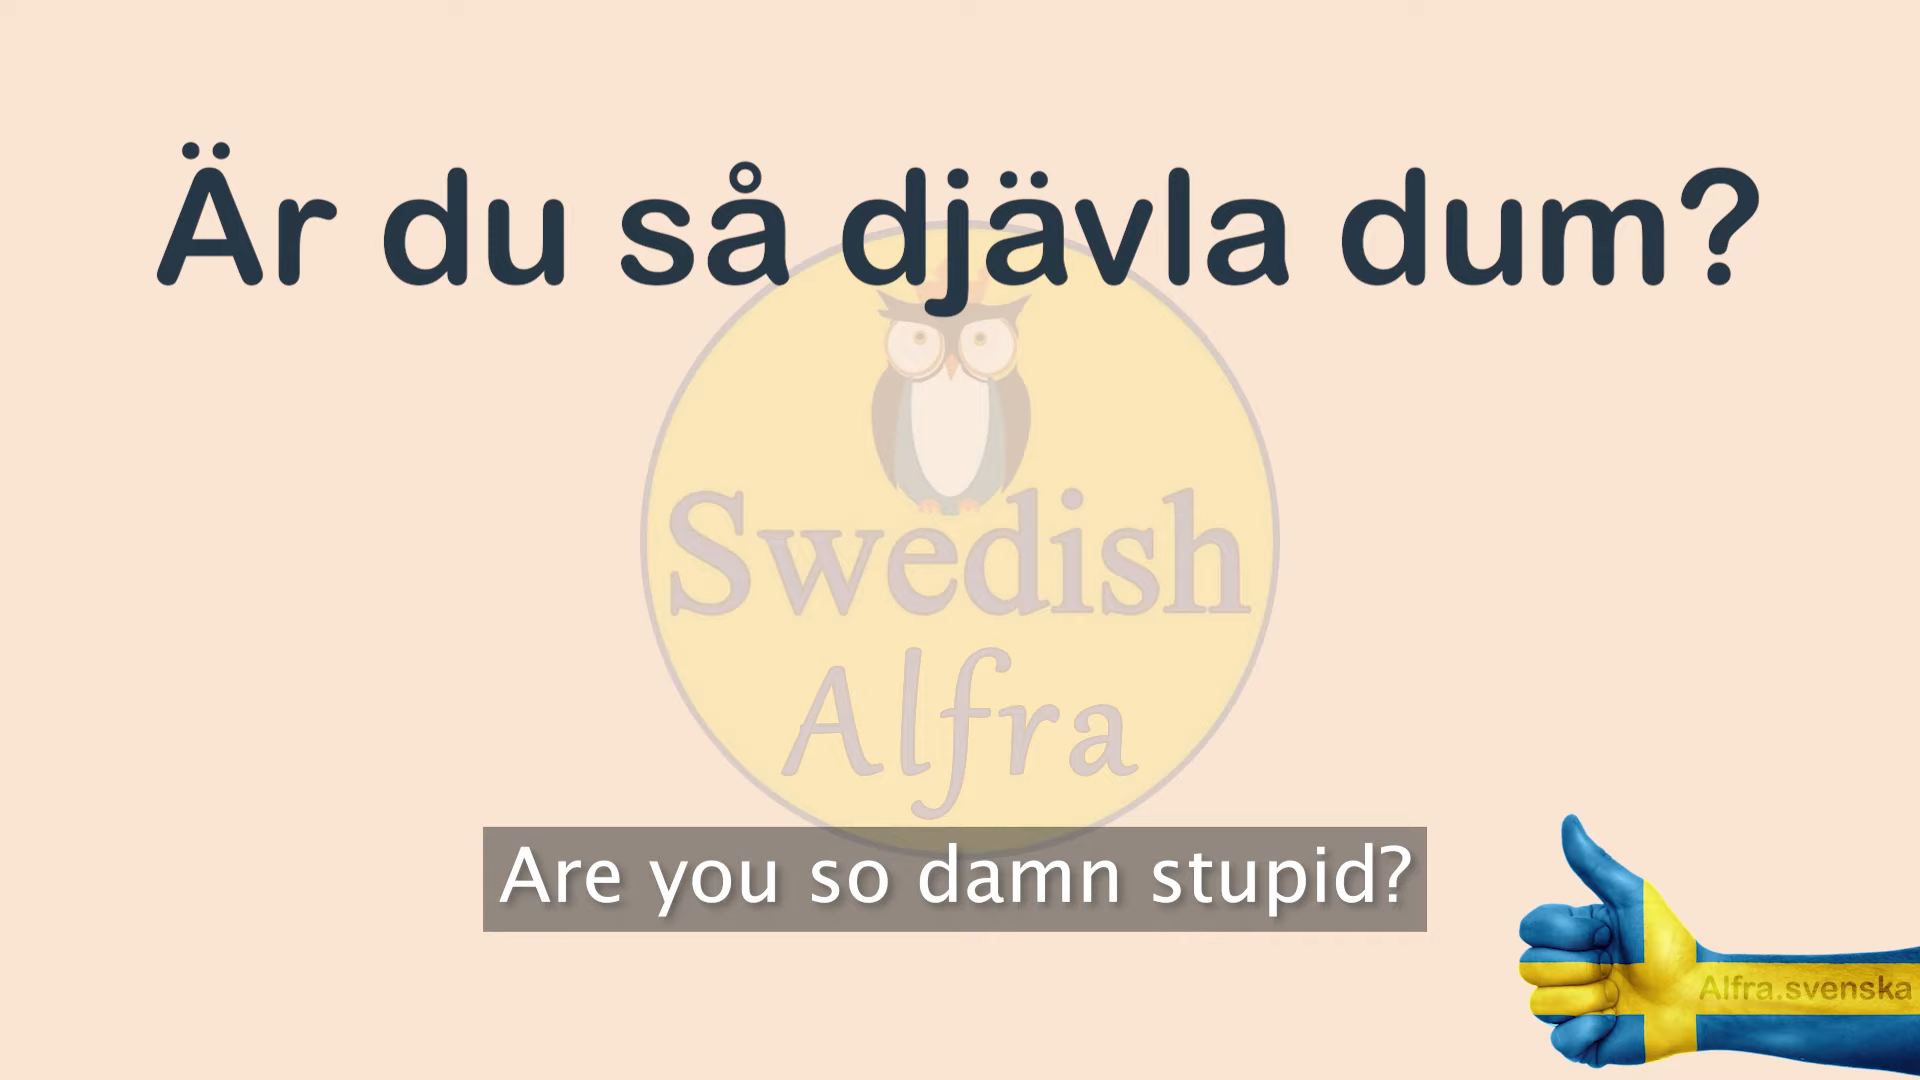 Är du så djävla dum?
Swedish
Alfra
Are you so damn stupid?
Alfra.svenska